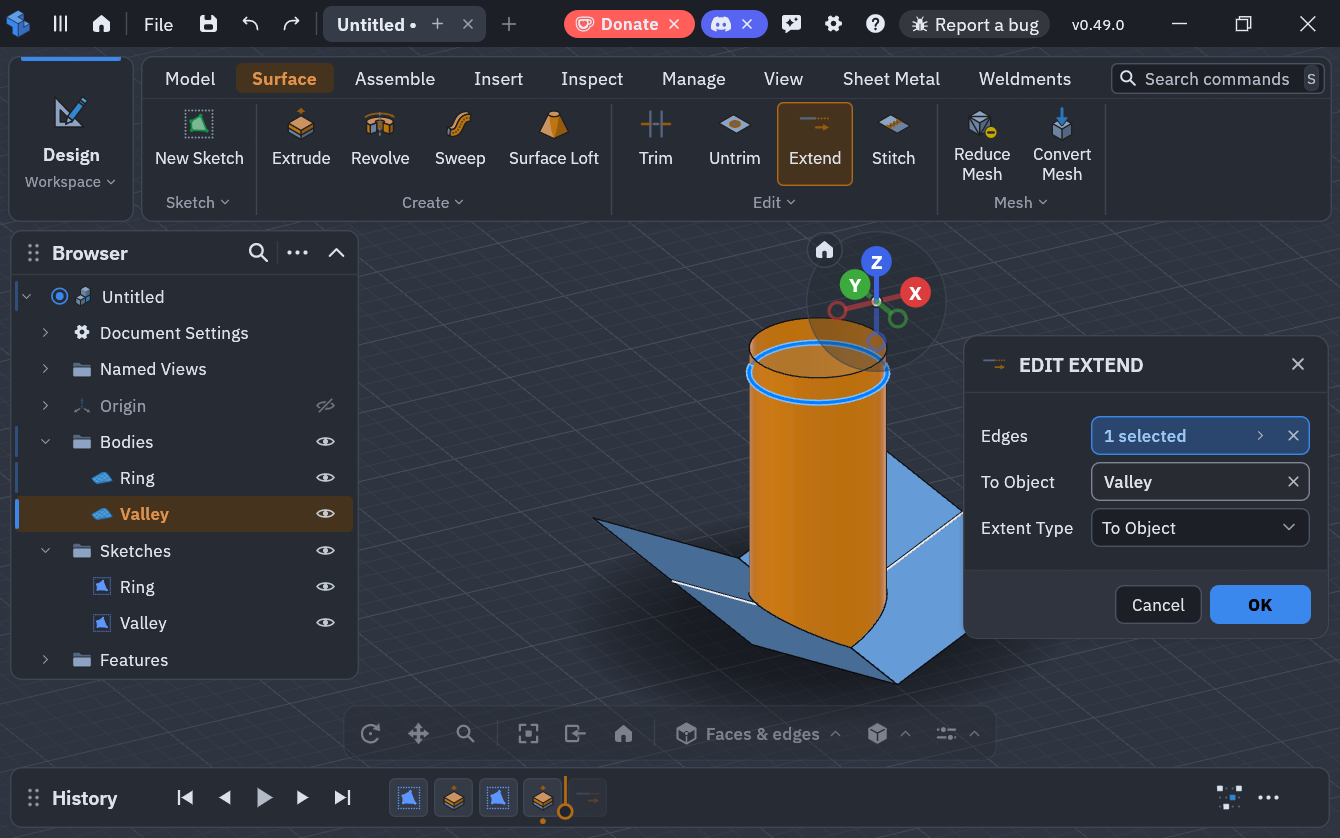 File
Untitled •
Donate
Report a bug
v0.49.0
Design
Workspace
Model
Surface
Assembly
Insert
Inspect
Manage
View
Sheet Metal
Weldments
Search commands
S
New Sketch
Extrude
Revolve
Sweep
Surface Loft
Trim
Untrim
Extend
Stitch
Reduce
Mesh
Convert
Mesh
Sketch
Create
Edit
Mesh
Browser
Untitled
Document Settings
Named Views
Origin
Bodies
Ring
Valley
Sketches
Ring
Valley
Features
Z
Y
X
EDIT EXTEND
Edges
1 selected
To Object
Valley
Extent Type
To Object
Cancel
OK
Faces & edges
History